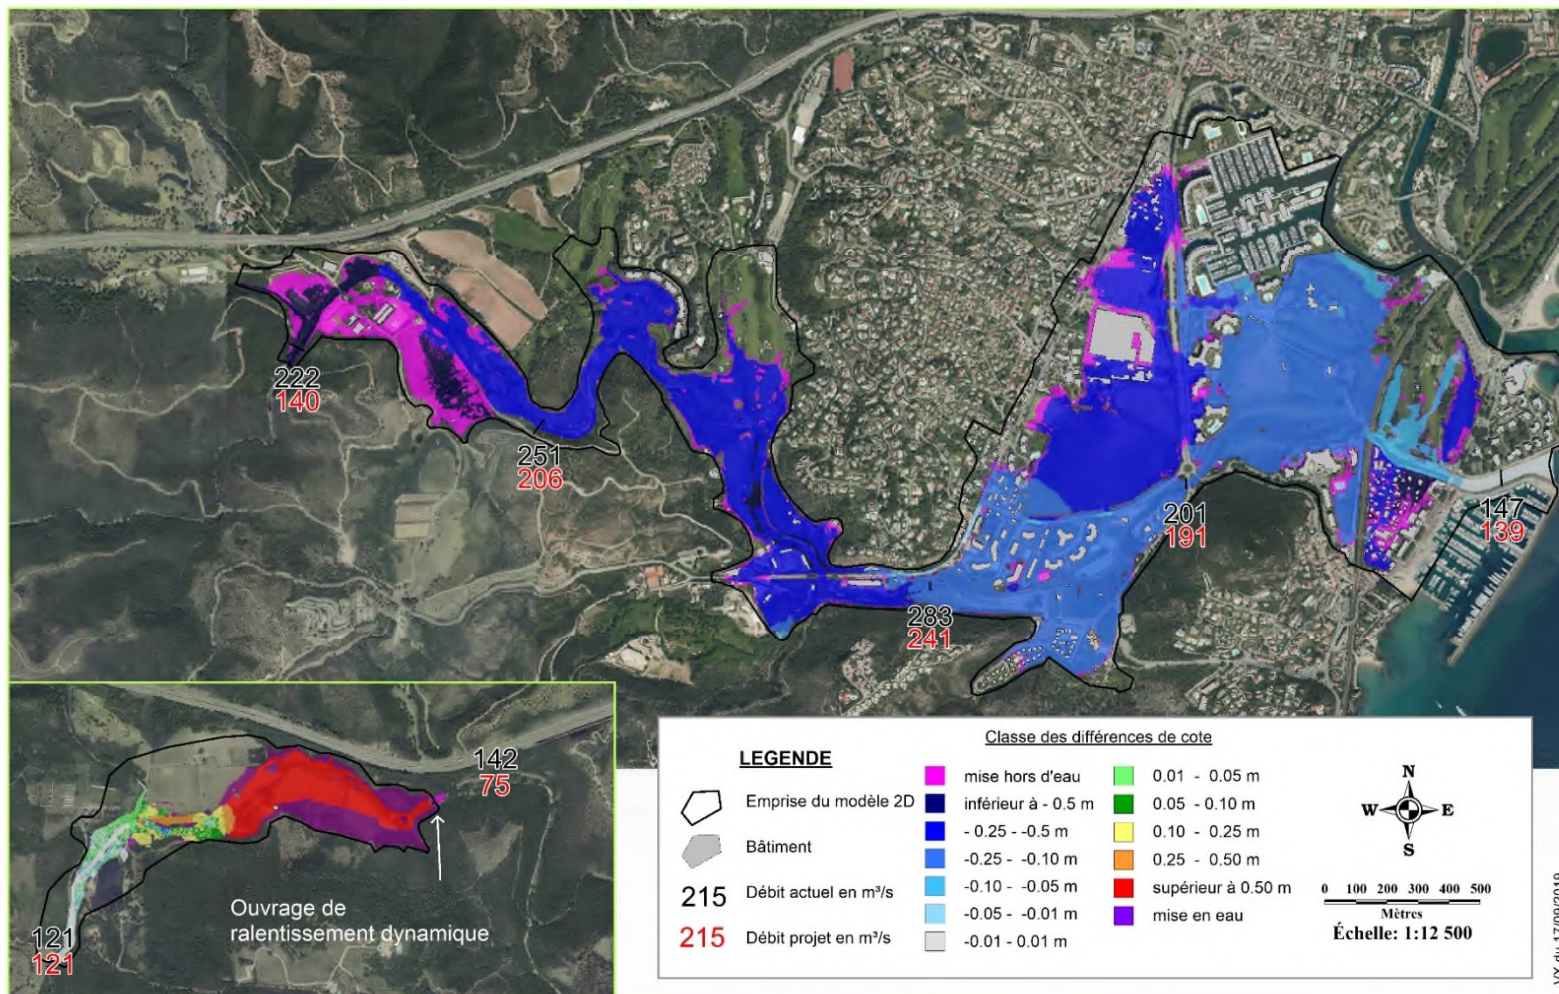 222
140
251
206
283
241
201
191
147
139
142
75
Ouvrage de
ralentissement dynamique
121
121
LEGENDE
Emprise du modèle 2D
Bâtiment
215 Débit actuel en m³/s
215 Débit projet en m³/s
Classe des différences de cote
mise hors d'eau
inférieur à - 0.5 m
- 0.25 - -0.5 m
-0.25 - -0.10 m
-0.10 - -0.05 m
-0.05 - -0.01 m
-0.01 - 0.01 m
0.01 - 0.05 m
0.05 - 0.10 m
0.10 - 0.25 m
0.25 - 0.50 m
supérieur à 0.50 m
mise en eau
N
W E
S
0 100 200 300 400 500
Mètres
Échelle: 1:12 500
du 17/09/2019